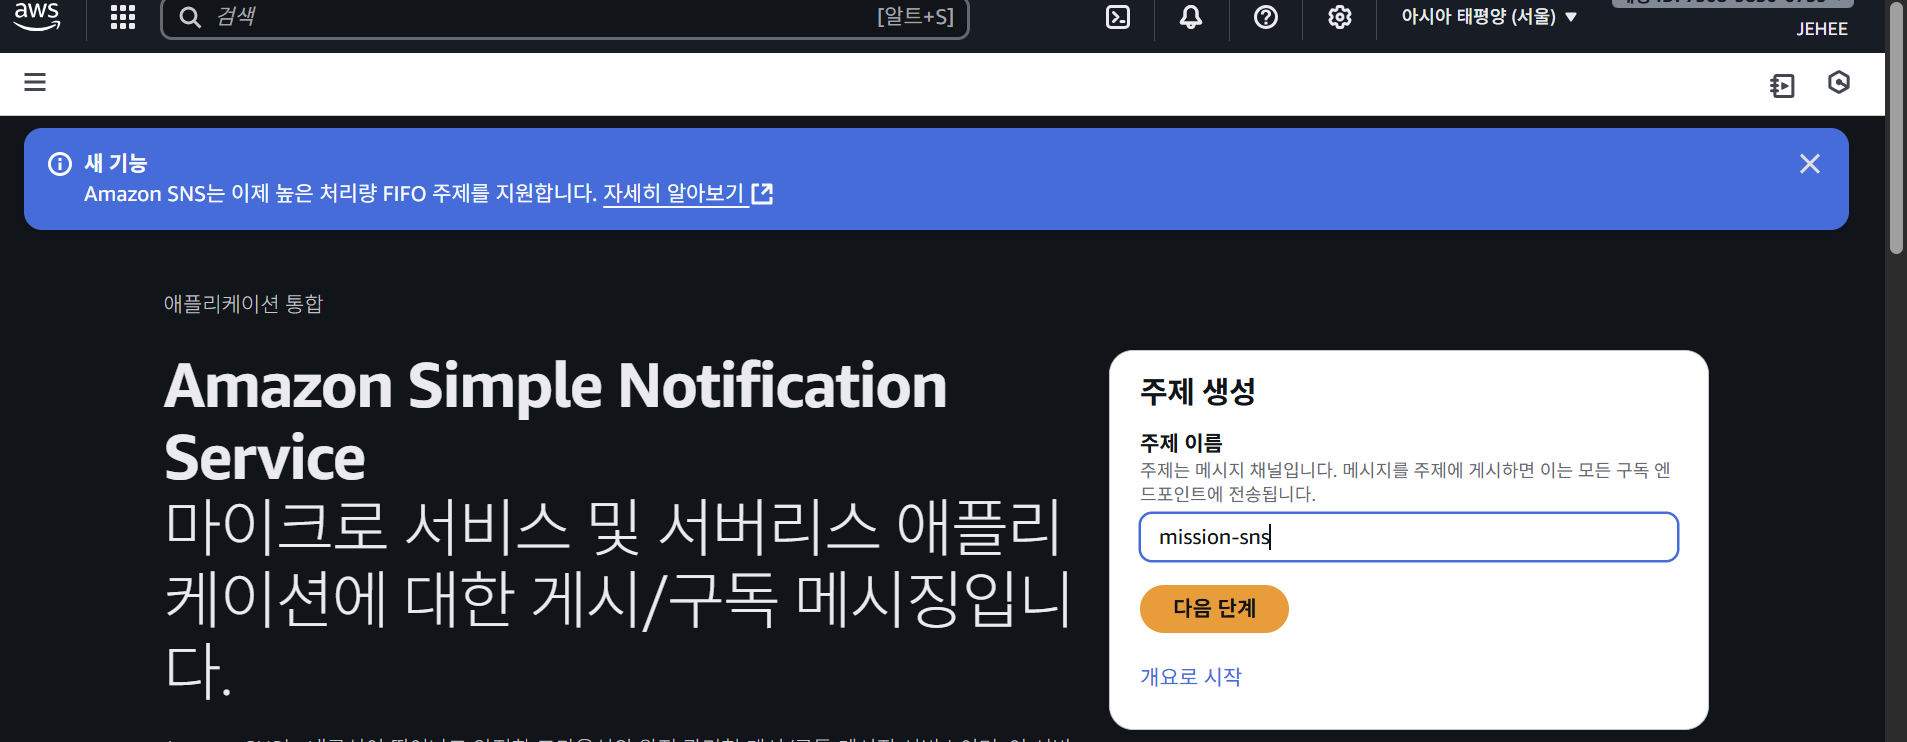 aws
검색
[알트+S]
아시아 태평양 (서울) ▼
JEHEE
새 기능
Amazon SNS는 이제 높은 처리량 FIFO 주제를 지원합니다. 자세히 알아보기
애플리케이션 통합
Amazon Simple Notification
Service
마이크로 서비스 및 서버리스 애플리
케이션에 대한 게시/구독 메시징입니
다.
주제 생성
주제 이름
주제는 메시지 채널입니다. 메시지를 주제에 게시하면 이는 모든 구독 엔
드포인트에 전송됩니다.
mission-sns
다음 단계
개요로 시작